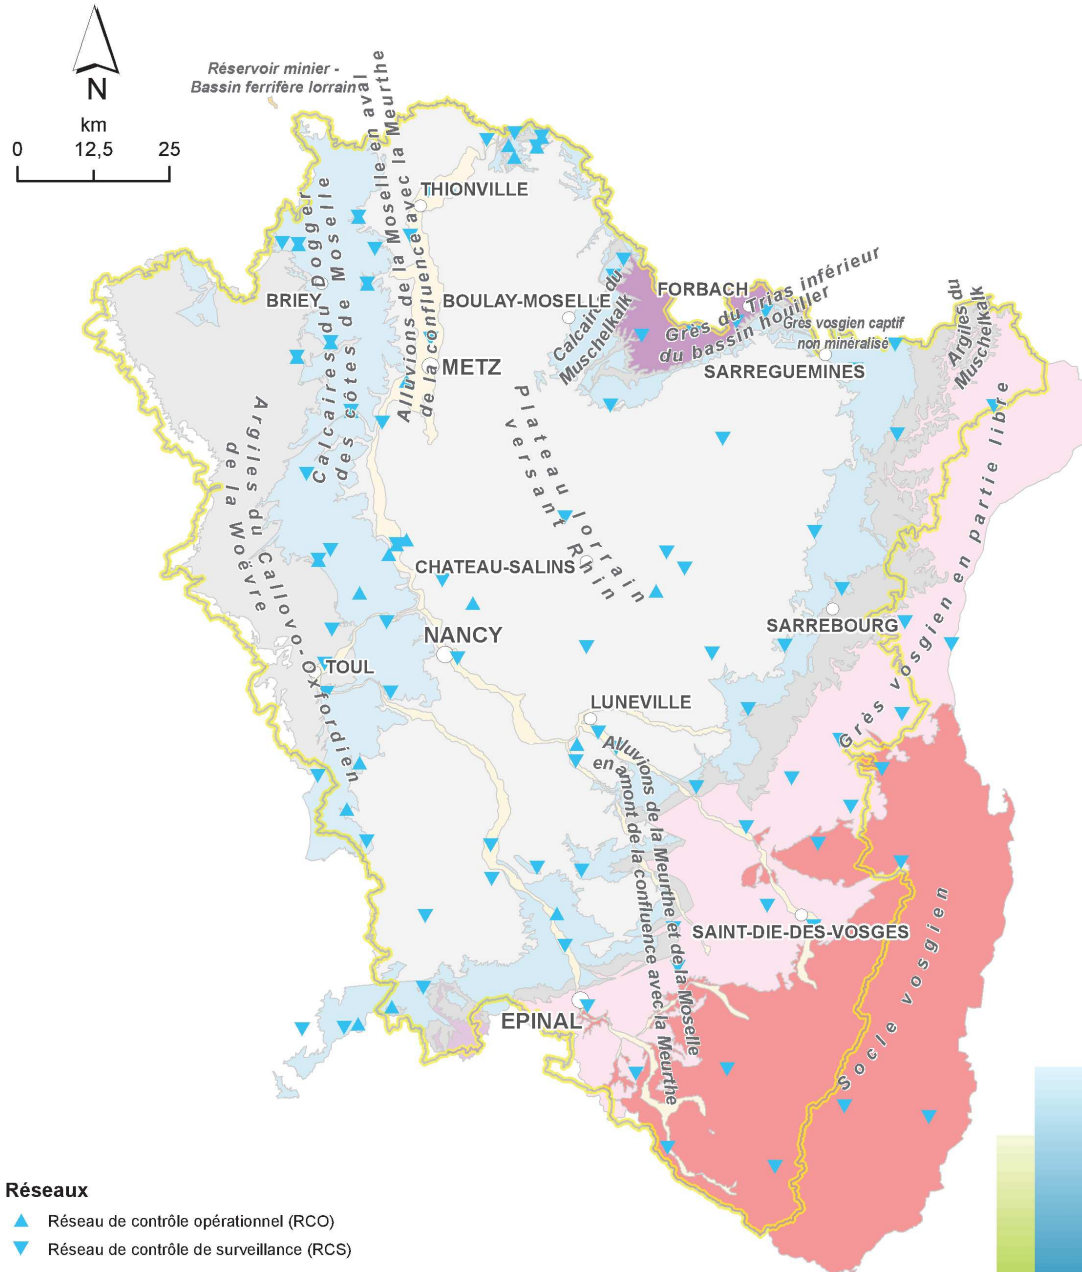 N
km
0 12,5 25
Réservoir minier -
Bassin ferrifère lorrain
Alluvions de la Moselle en aval
de la confluence avec la Meurthe
THIONVILLE
Calcaires du Dogger
des côtes de Moselle
BRIEY
BOULAY-MOSELLE
Calcaires du
Muschelkalk
FORBACH
Grès du Trias inférieur
du bassin houiller
Grès vosgien captif
non minéralisé
Argiles du
Muschelkalk
METZ
SARREGUEMINES
Argiles du Callovo-Oxfordien
de la Woëvre
Plateau lorrain
versant Rhin
Grès vosgien en partie libre
CHATEAU-SALINS
SARREBOURG
NANCY
TOUL
LUNEVILLE
Alluvions de la Meurthe et de la Moselle
en amont de la confluence avec la Meurthe
SAINT-DIE-DES-VOSGES
Socle vosgien
EPINAL
Réseaux
Réseau de contrôle opérationnel (RCO)
Réseau de contrôle de surveillance (RCS)